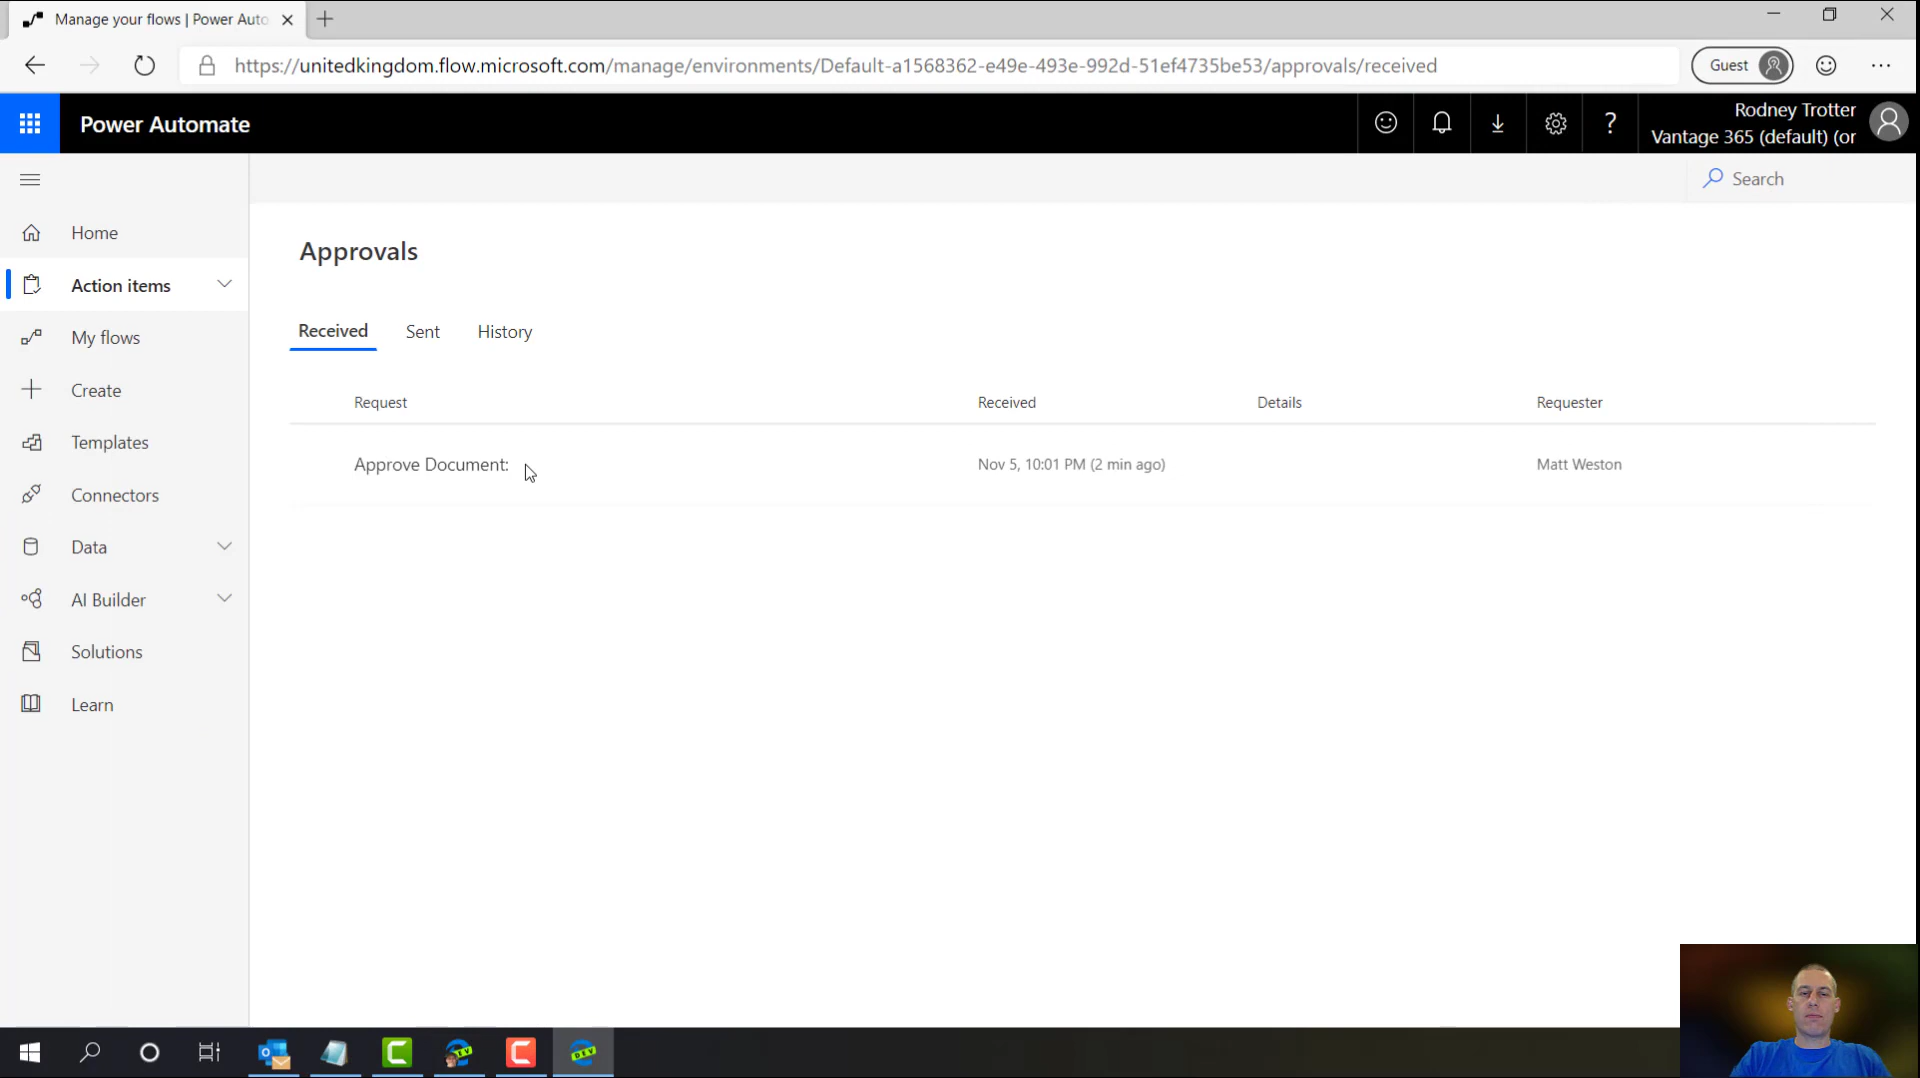 Manage your flows | Power Auto
https://unitedkingdom.flow.microsoft.com/manage/environments/Default-a1568362-e49e-493e-992d-51ef4735be53/approvals/received
Guest
Power Automate
?
Rodney Trotter
Vantage 365 (default) (or
Search
Home
Action items
My flows
Create
Templates
Connectors
Data
AI Builder
Solutions
Learn
Approvals
Received Sent History
Request Received Details Requester
Approve Document: Nov 5, 10:01 PM (2 min ago) Matt Weston
DEV